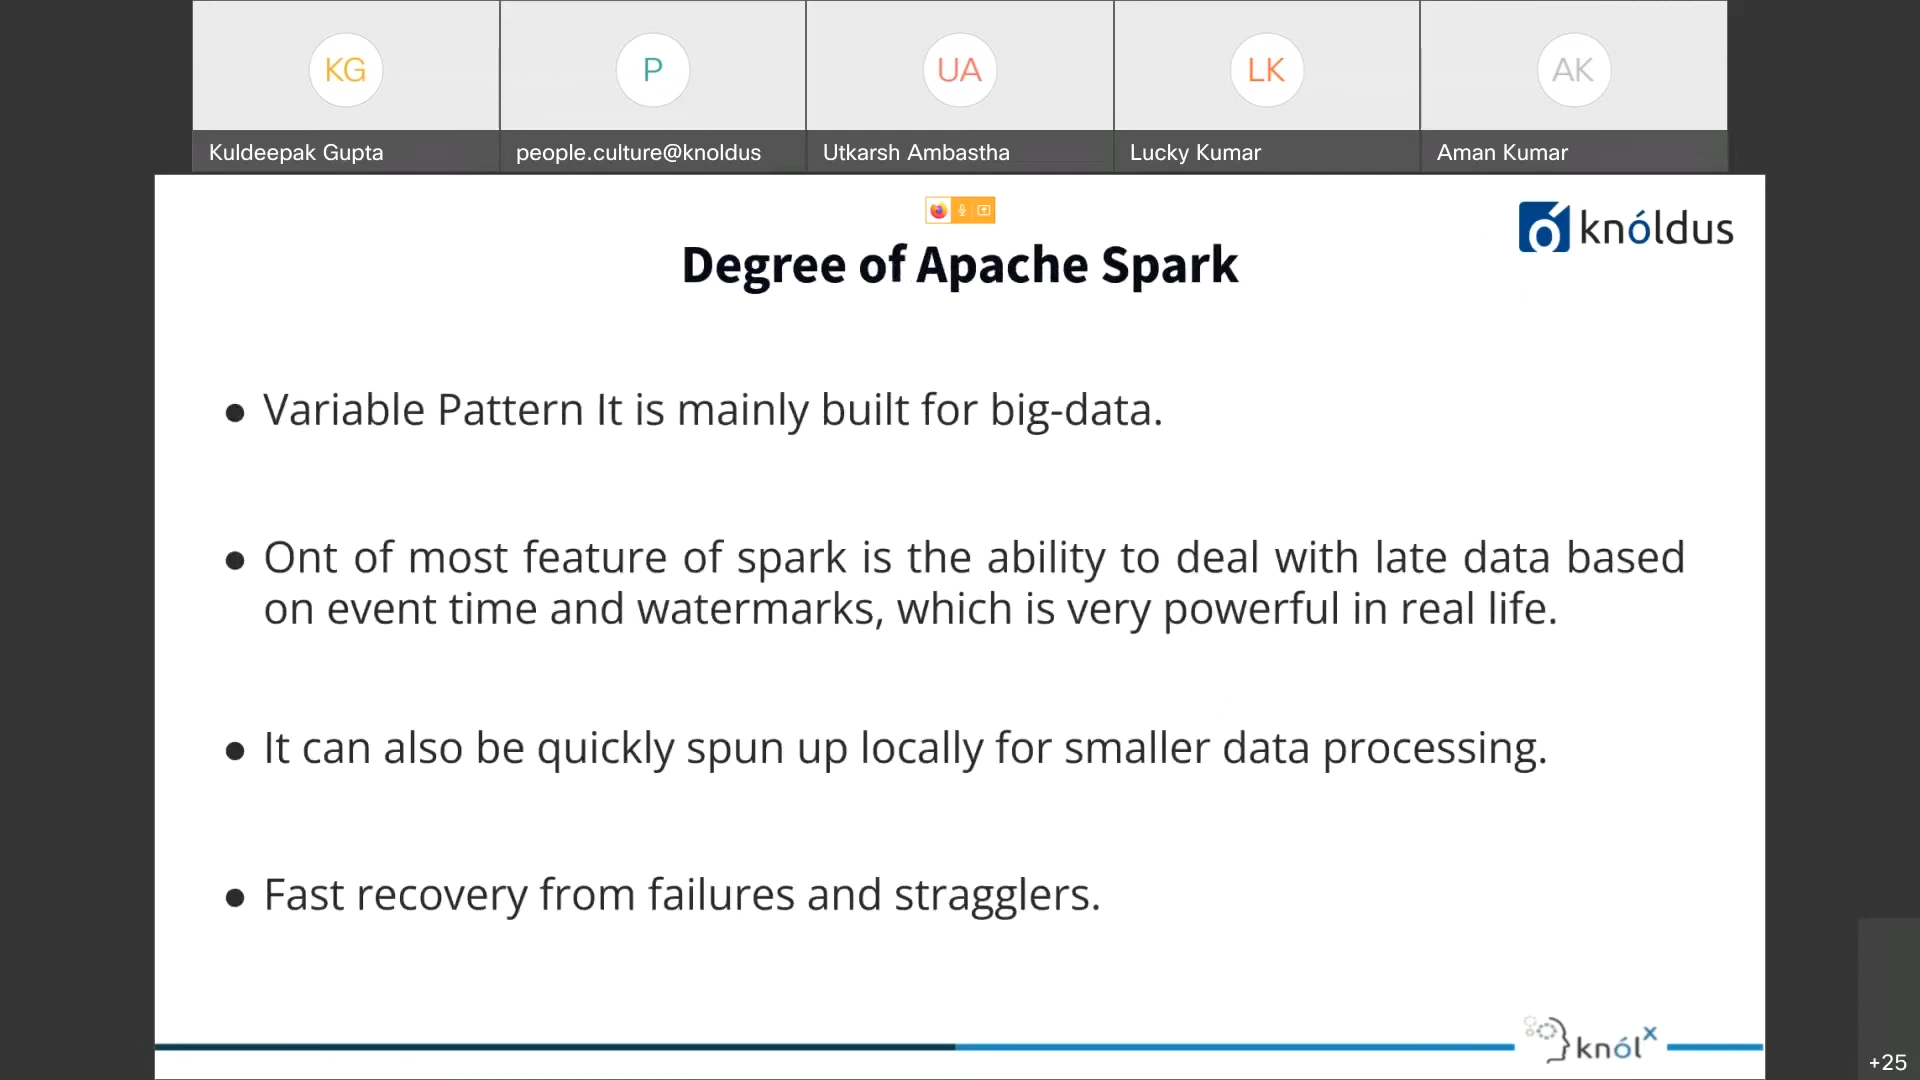 KG
P
UA
LK
AK
Kuldeepak Gupta
people.culture@knoldus
Utkarsh Ambastha
Lucky Kumar
Aman Kumar
knóldus
Degree of Apache Spark
● Variable Pattern It is mainly built for big-data.
● Ont of most feature of spark is the ability to deal with late data based
on event time and watermarks, which is very powerful in real life.
● It can also be quickly spun up locally for smaller data processing.
● Fast recovery from failures and stragglers.
knólx
+25